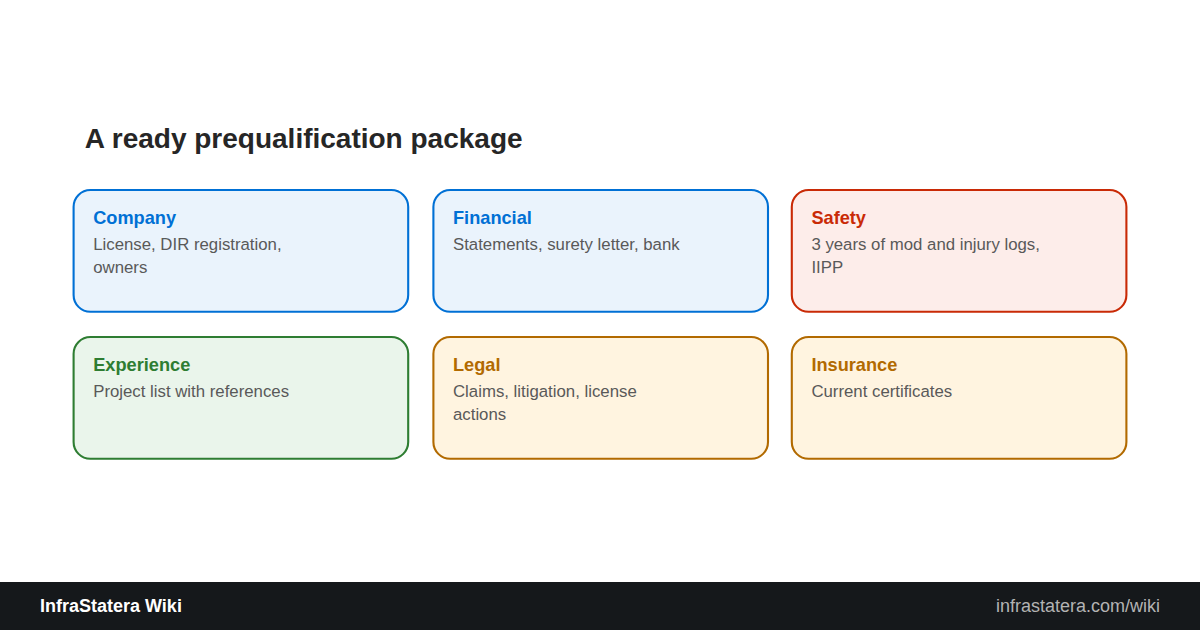 A ready prequalification package
Company
License, DIR registration,
owners
Financial
Statements, surety letter, bank
Safety
3 years of mod and injury logs,
IIPP
Experience
Project list with references
Legal
Claims, litigation, license
actions
Insurance
Current certificates
InfraStatera Wiki
infrastatera.com/wiki